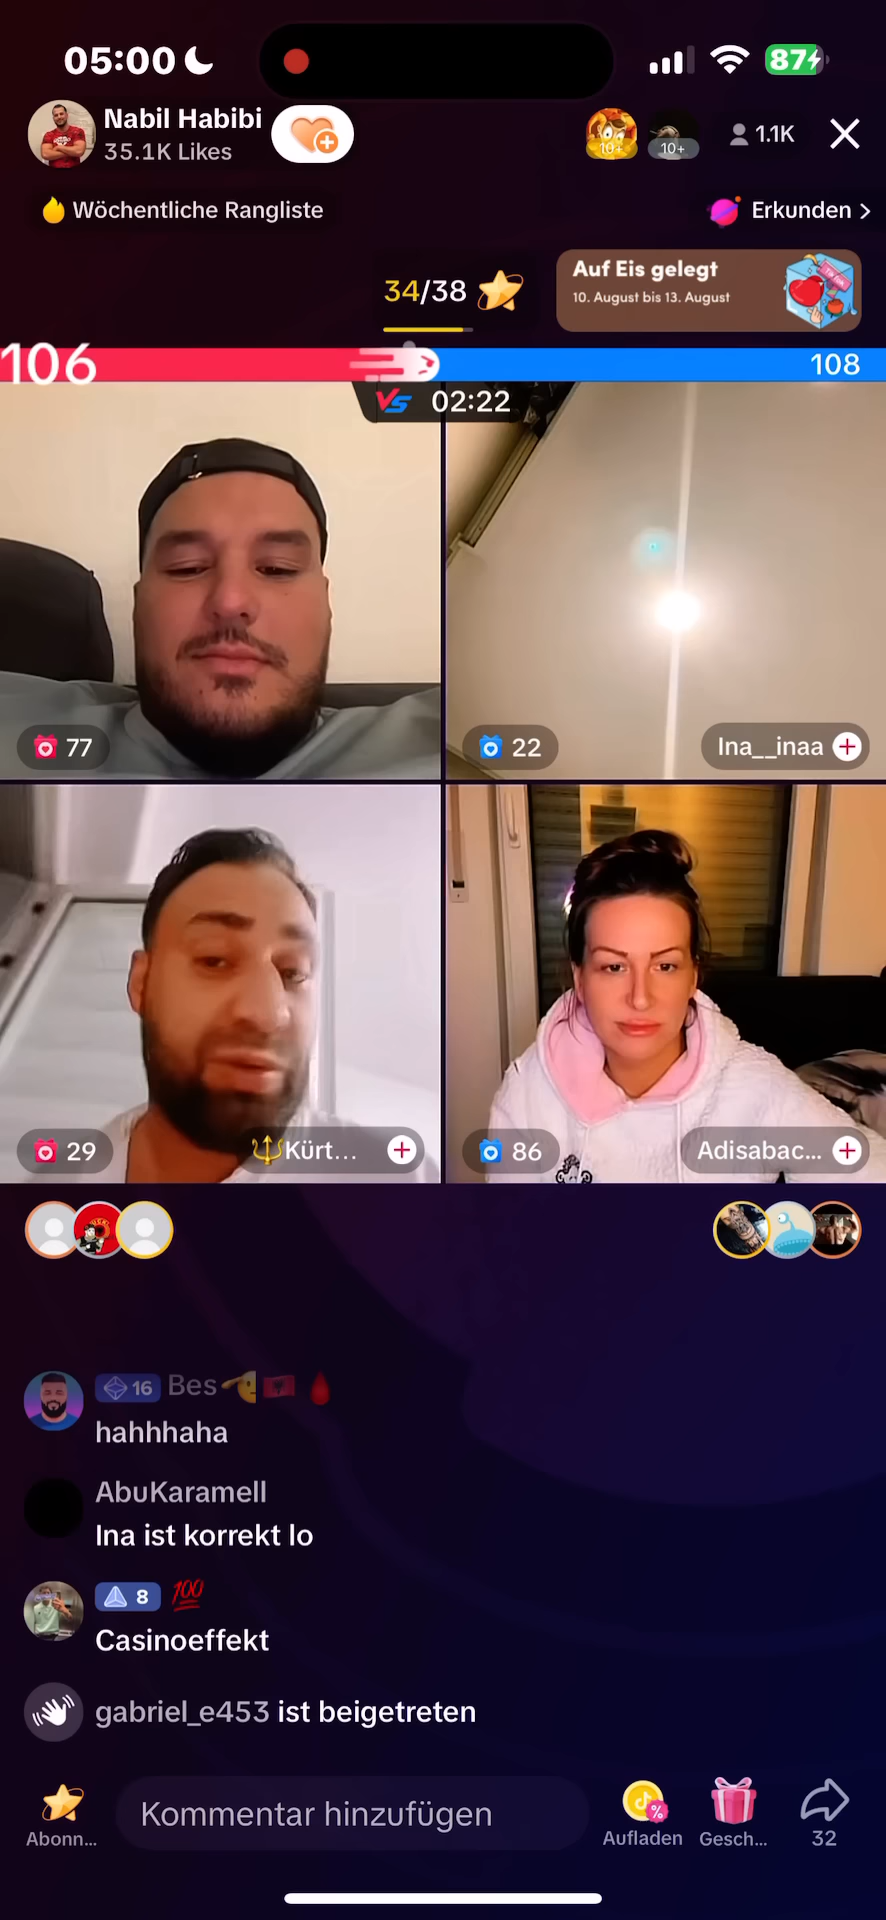 05:00
87
Nabil Habibi
35.1K Likes
10+
10+
1.1K
Wöchentliche Rangliste
Erkunden >
34/38
Auf Eis gelegt
10. August bis 13. August
106
108
VS 02:22
77
22
Ina__inaa
29
🔱Kürt...
86
Adisabac...
16 Bes🫡🇦🇱🩸
hahhhaha
AbuKaramell
Ina ist korrekt lo
8 💯
Casinoeffekt
gabriel_e453 ist beigetreten
Abonn...
Kommentar hinzufügen
Aufladen
Gesch...
32